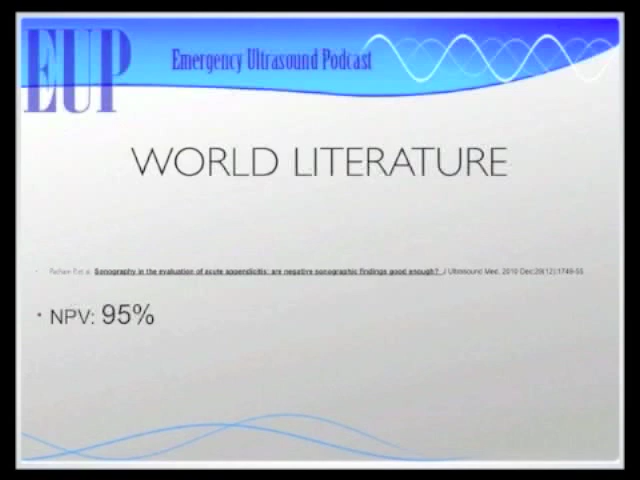 EUP
Emergency Ultrasound Podcast
WORLD LITERATURE
Sonography in the evaluation of acute appendicitis: are negative sonographic findings good enough? J Ultrasound Med. 2010 Dec;29(12):1749-55.
• NPV: 95%